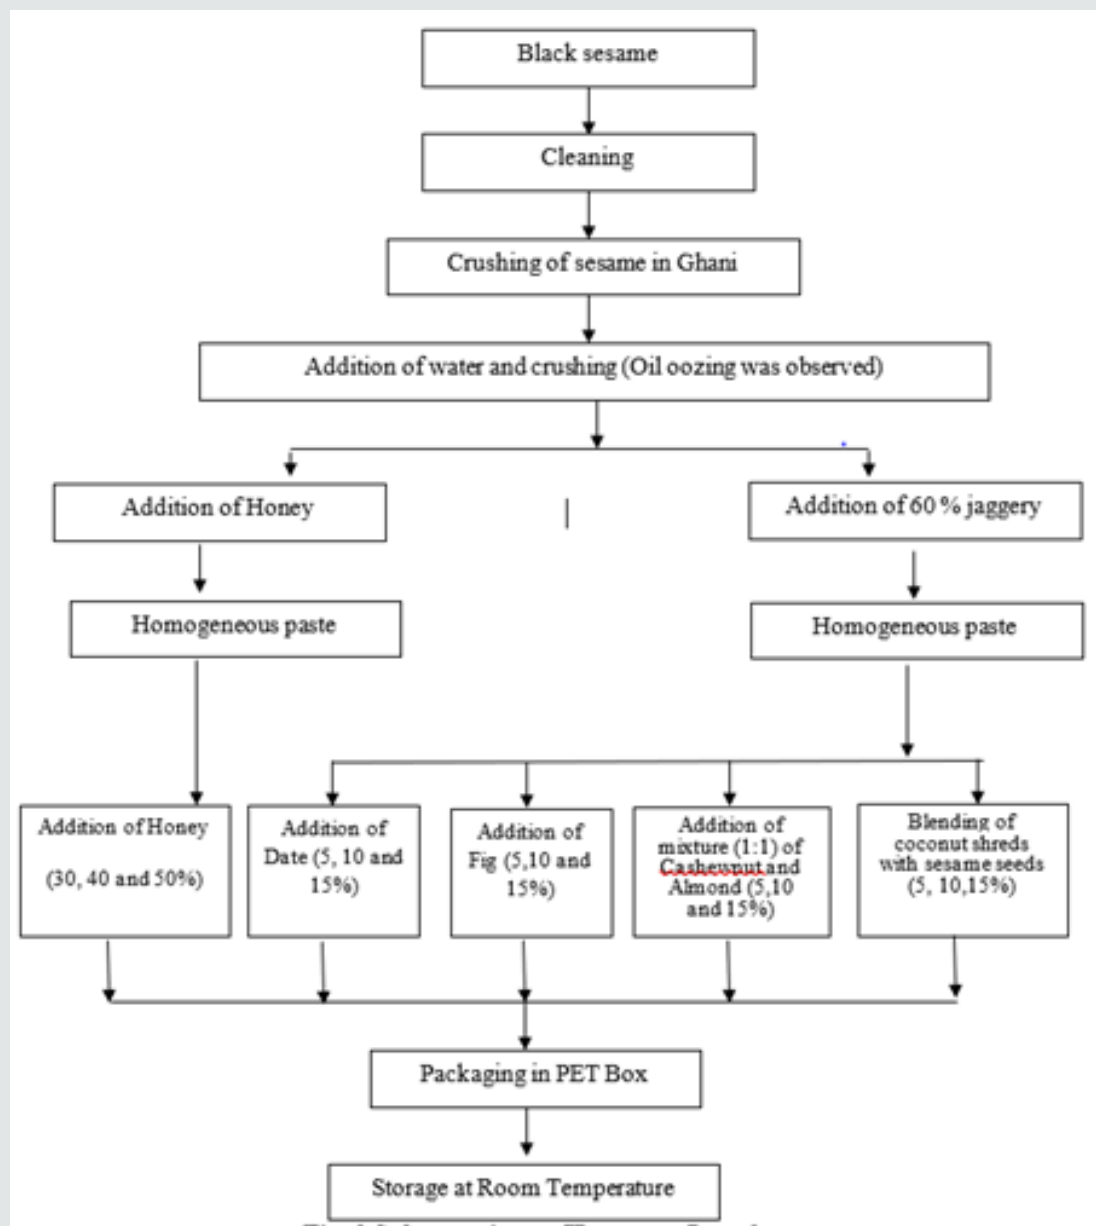 Black sesame
Cleaning
Crushing of sesame in Ghani
Addition of water and crushing (Oil oozing was observed)
Addition of Honey
Addition of 60 % jaggery
Homogeneous paste
Homogeneous paste
Addition of Honey
(30, 40 and 50%)
Addition of
Date (5, 10 and
15%)
Addition of
Fig (5,10 and
15%)
Addition of
mixture (1:1) of
Cashewnut and
Almond (5,10
and 15%)
Blending of
coconut shreds
with sesame seeds
(5, 10,15%)
Packaging in PET Box
Storage at Room Temperature